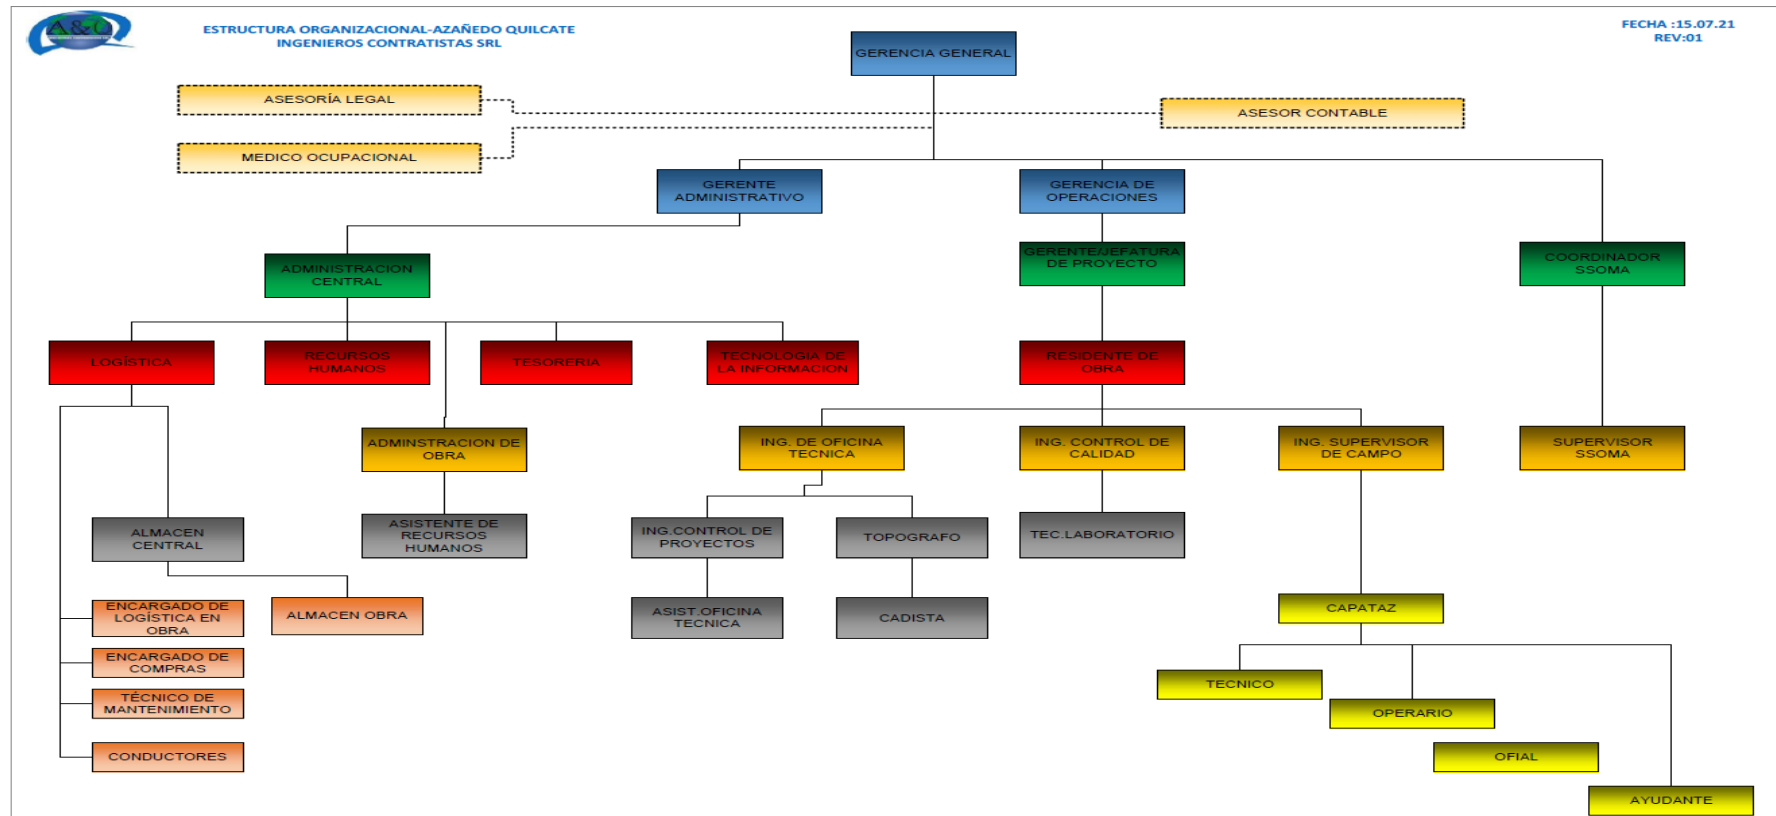 A&Q
ESTRUCTURA ORGANIZACIONAL-AZAÑEDO QUILCATE
INGENIEROS CONTRATISTAS SRL
FECHA :15.07.21
REV:01
GERENCIA GENERAL
ASESORÍA LEGAL
ASESOR CONTABLE
MEDICO OCUPACIONAL
GERENTE
ADMINISTRATIVO
GERENCIA DE
OPERACIONES
ADMINISTRACION
CENTRAL
GERENTE/JEFATURA
DE PROYECTO
COORDINADOR
SSOMA
LOGÍSTICA
RECURSOS
HUMANOS
TESORERIA
TECNOLOGIA DE
LA INFORMACION
RESIDENTE DE
OBRA
ADMINSTRACION DE
OBRA
ING. DE OFICINA
TECNICA
ING. CONTROL DE
CALIDAD
ING. SUPERVISOR
DE CAMPO
SUPERVISOR
SSOMA
ALMACEN
CENTRAL
ASISTENTE DE
RECURSOS
HUMANOS
ING.CONTROL DE
PROYECTOS
TOPOGRAFO
TEC.LABORATORIO
ENCARGADO DE
LOGÍSTICA EN
OBRA
ALMACEN OBRA
ASIST.OFICINA
TECNICA
CADISTA
CAPATAZ
ENCARGADO DE
COMPRAS
TÉCNICO DE
MANTENIMIENTO
CONDUCTORES
TECNICO
OPERARIO
OFIAL
AYUDANTE